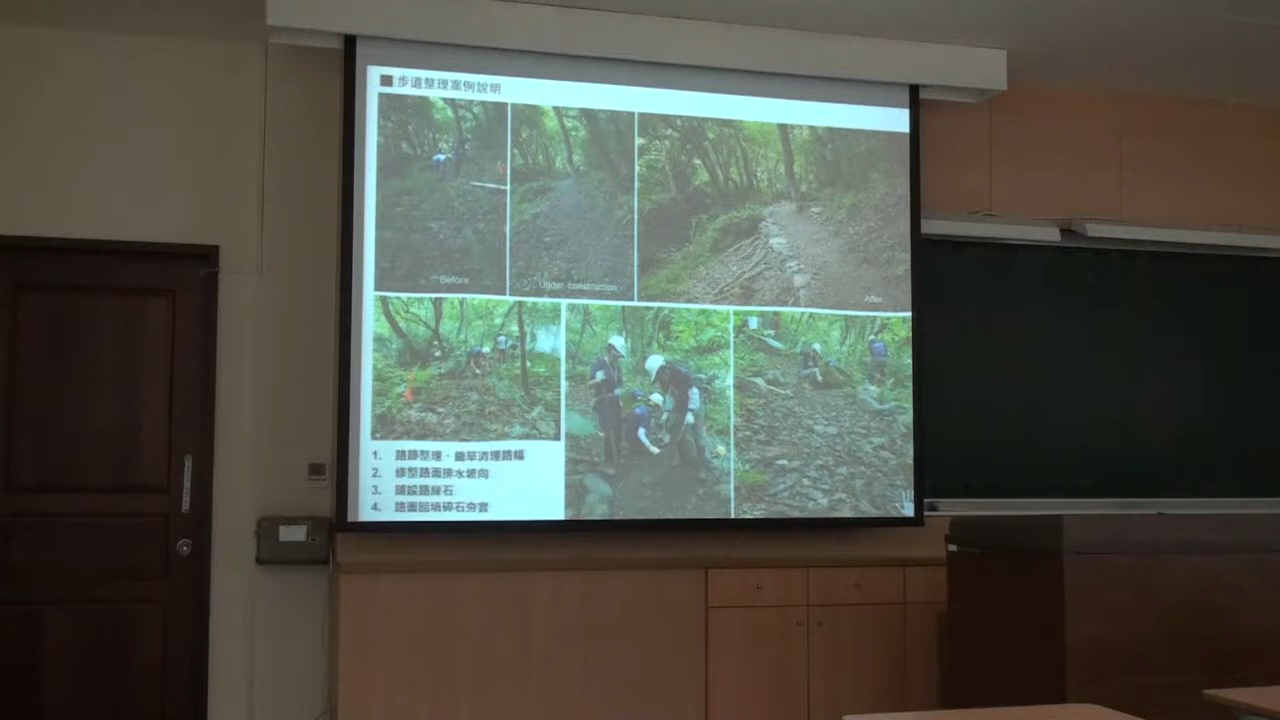 步道整理案例說明
Before
Under construction
After
1. 路跡整理、鋤草清理路幅
2. 修整路面排水坡向
3. 鋪設路緣石
4. 路面回填碎石夯實